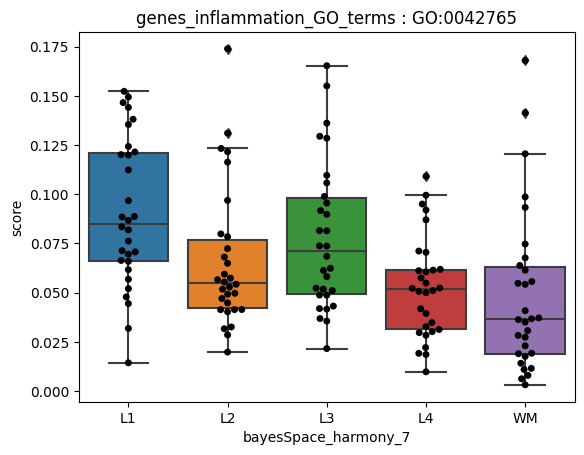 genes_inflammation_GO_terms : GO:0042765
0.175
0.150
0.125
0.100
0.075
0.050
0.025
0.000
score
L1 L2 L3 L4 WM
bayesSpace_harmony_7